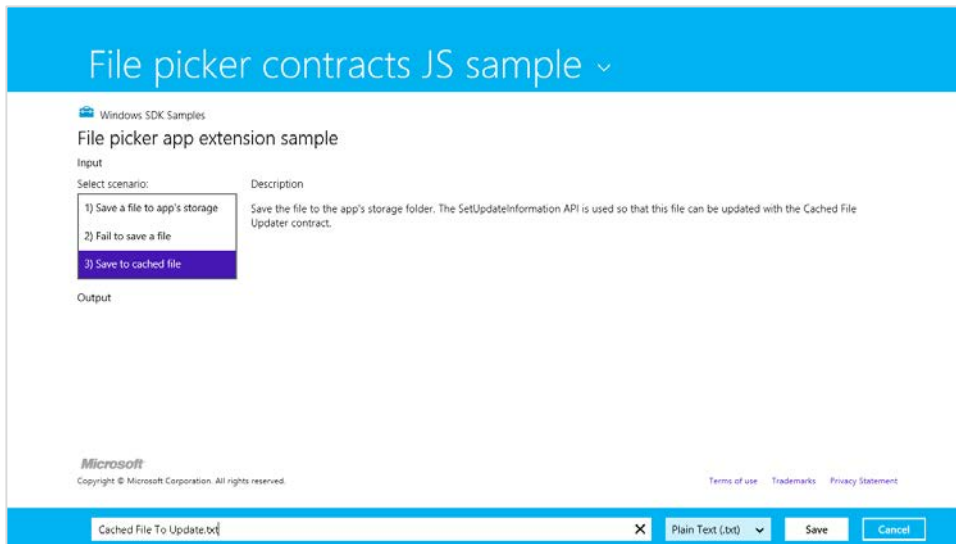 File picker contracts JS sample
Windows SDK Samples
File picker app extension sample
Input
Select scenario:
1) Save a file to app's storage
2) Fail to save a file
3) Save to cached file
Description
Save the file to the app's storage folder. The SetUpdateInformation API is used so that this file can be updated with the Cached File
Updater contract.
Output
Microsoft
Copyright © Microsoft Corporation. All rights reserved.
Terms of use Trademarks Privacy Statement
Cached File To Update.txt Plain Text (.txt) Save Cancel